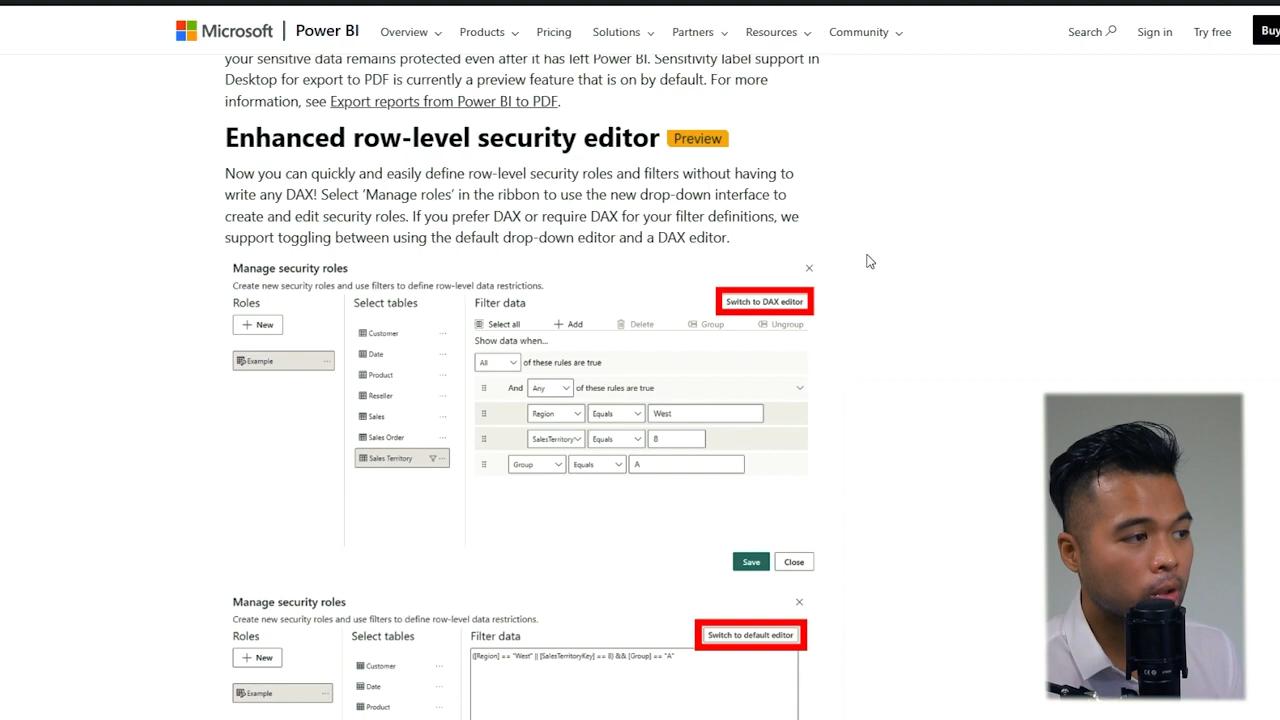 Microsoft | Power BI Overview Products Pricing Solutions Partners Resources Community Search Sign in Try free Buy
your sensitive data remains protected even after it has left Power BI. Sensitivity label support in
Desktop for export to PDF is currently a preview feature that is on by default. For more
information, see Export reports from Power BI to PDF.
Enhanced row-level security editor Preview
Now you can quickly and easily define row-level security roles and filters without having to
write any DAX! Select ‘Manage roles’ in the ribbon to use the new drop-down interface to
create and edit security roles. If you prefer DAX or require DAX for your filter definitions, we
support toggling between using the default drop-down editor and a DAX editor.
Manage security roles
Create new security roles and use filters to define row-level data restrictions.
Roles Select tables Filter data Switch to DAX editor
+ New Select all + Add Delete Group Ungroup
Customer Show data when...
Date
Example All of these rules are true
Product
And Any of these rules are true
Reseller
Sales Region Equals West
Sales Order SalesTerritory Equals 8
Sales Territory Group Equals A
Save Close
Manage security roles
Create new security roles and use filters to define row-level data restrictions.
Roles Select tables Filter data Switch to default editor
+ New Customer ([Region] == "West" || [SalesTerritoryKey] == 8) && [Group] == "A"
Example Date
Product